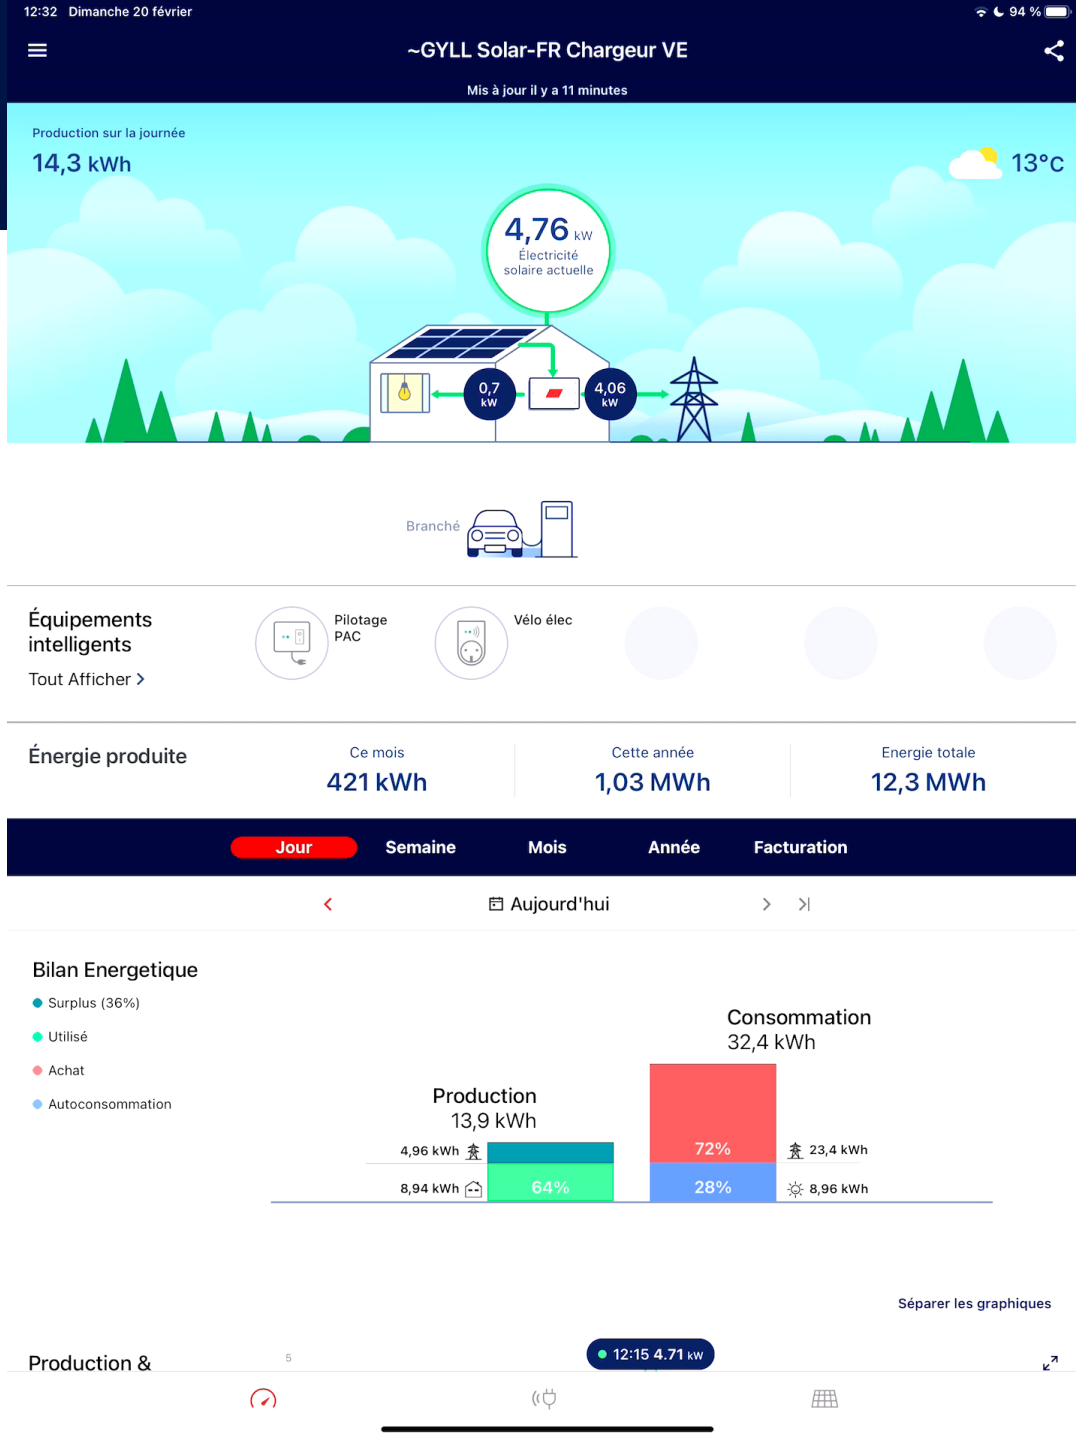 12:32 Dimanche 20 février
94 %
~GYLL Solar-FR Chargeur VE
Mis à jour il y a 11 minutes
Production sur la journée
14,3 kWh
13°C
4,76 kW
Électricité
solaire actuelle
0,7
kW
4,06
kW
Branché
Équipements
intelligents
Tout Afficher >
Pilotage
PAC
Vélo élec
Énergie produite
Ce mois
421 kWh
Cette année
1,03 MWh
Energie totale
12,3 MWh
Jour Semaine Mois Année Facturation
Aujourd'hui
Bilan Energetique
Surplus (36%)
Utilisé
Achat
Autoconsommation
Consommation
32,4 kWh
Production
13,9 kWh
4,96 kWh
72%
23,4 kWh
8,94 kWh
64%
28%
8,96 kWh
Séparer les graphiques
Production &
5
12:15 4.71 kW